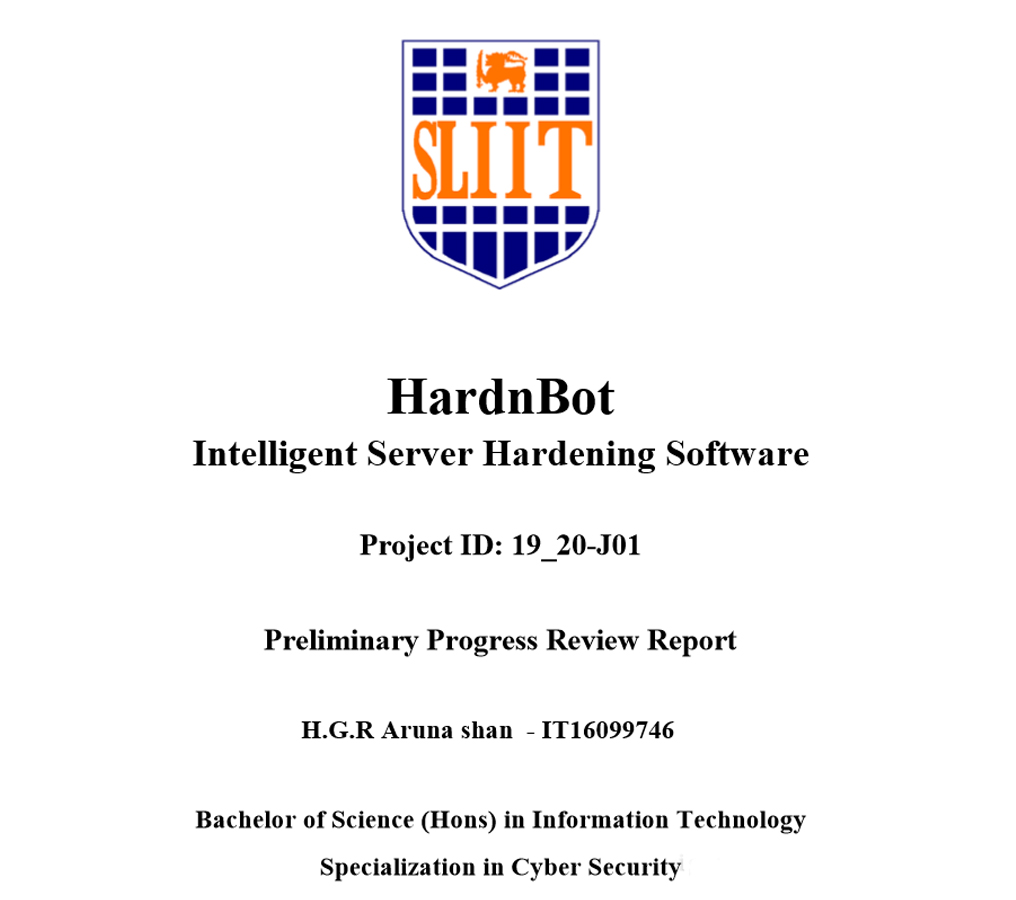 SLIIT
HardnBot
Intelligent Server Hardening Software
Project ID: 19_20-J01
Preliminary Progress Review Report
H.G.R Aruna shan - IT16099746
Bachelor of Science (Hons) in Information Technology
Specialization in Cyber Security